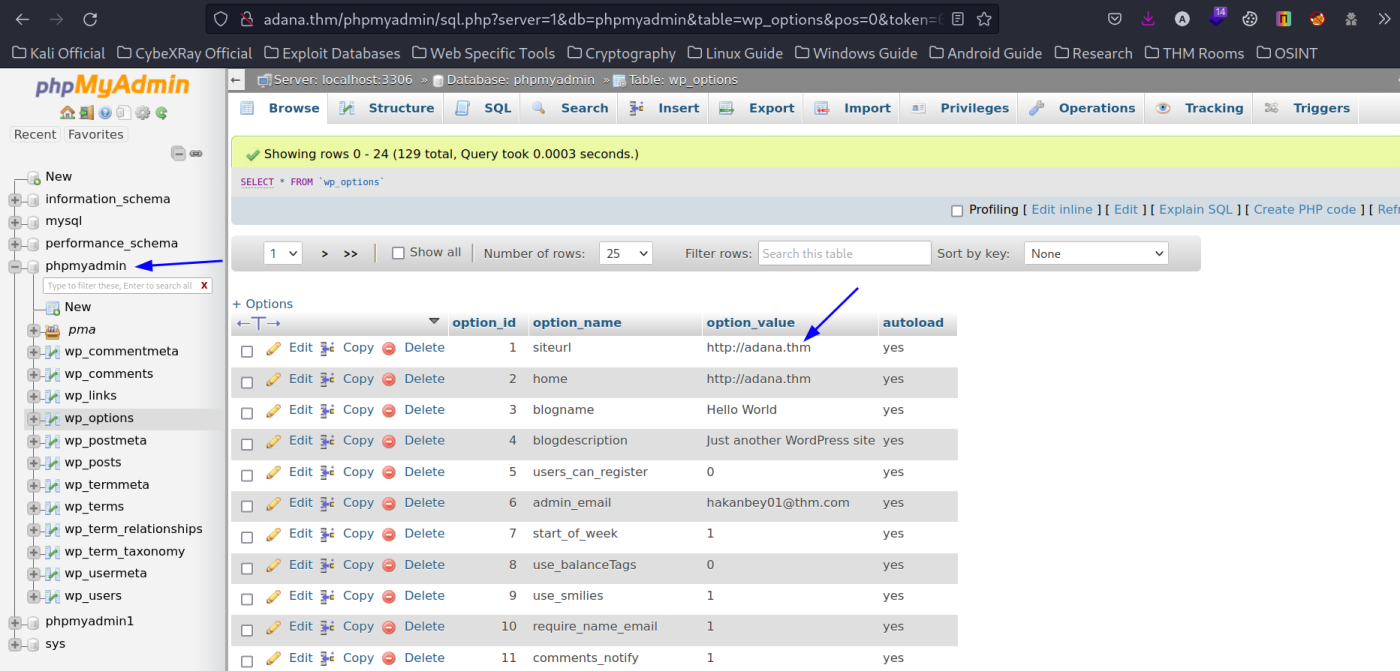 adana.thm/phpmyadmin/sql.php?server=1&db=phpmyadmin&table=wp_options&pos=0&token=
14
Kali Official CybeXRay Official Exploit Databases Web Specific Tools Cryptography Linux Guide Windows Guide Android Guide Research THM Rooms OSINT
phpMyAdmin
Recent Favorites
New
information_schema
mysql
performance_schema
phpmyadmin
Type to filter these, Enter to search all X
New
pma
wp_commentmeta
wp_comments
wp_links
wp_options
wp_postmeta
wp_posts
wp_termmeta
wp_terms
wp_term_relationships
wp_term_taxonomy
wp_usermeta
wp_users
phpmyadmin1
sys
Server: localhost:3306 » Database: phpmyadmin » Table: wp_options
Browse Structure SQL Search Insert Export Import Privileges Operations Tracking Triggers
Showing rows 0 - 24 (129 total, Query took 0.0003 seconds.)
SELECT * FROM `wp_options`
Profiling [ Edit inline ] [ Edit ] [ Explain SQL ] [ Create PHP code ] [ Refr
1 > >> Show all Number of rows: 25 Filter rows: Search this table Sort by key: None
+ Options
←T→ option_id option_name option_value autoload
Edit Copy Delete 1 siteurl http://adana.thm yes
Edit Copy Delete 2 home http://adana.thm yes
Edit Copy Delete 3 blogname Hello World yes
Edit Copy Delete 4 blogdescription Just another WordPress site yes
Edit Copy Delete 5 users_can_register 0 yes
Edit Copy Delete 6 admin_email hakanbey01@thm.com yes
Edit Copy Delete 7 start_of_week 1 yes
Edit Copy Delete 8 use_balanceTags 0 yes
Edit Copy Delete 9 use_smilies 1 yes
Edit Copy Delete 10 require_name_email 1 yes
Edit Copy Delete 11 comments_notify 1 yes